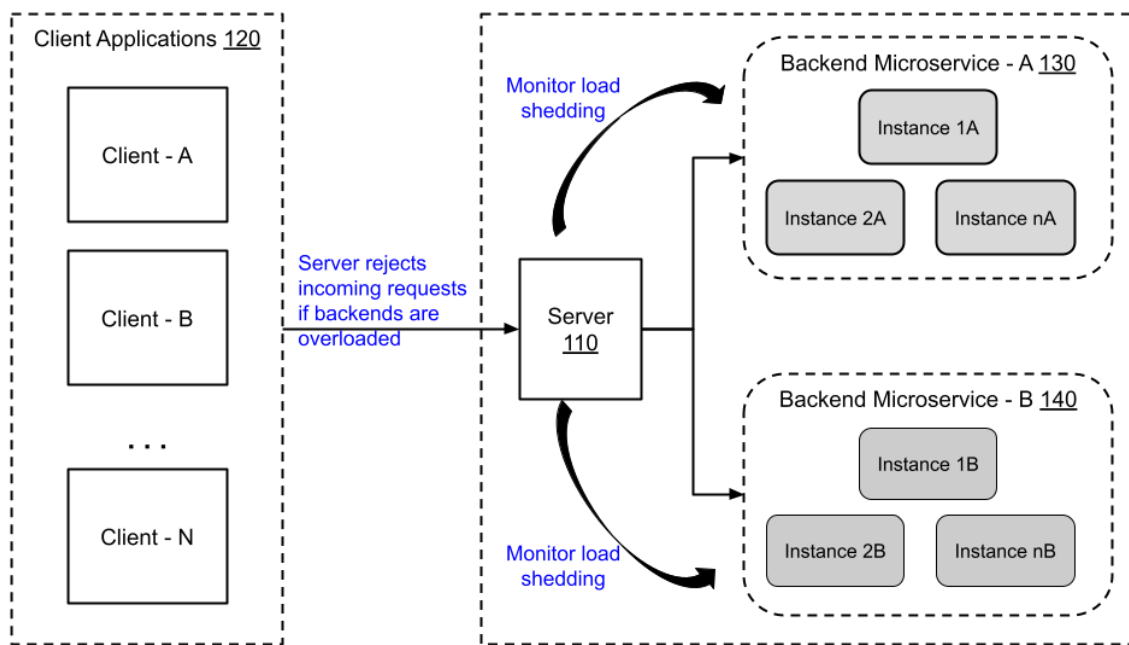 Client Applications 120
Client - A
Client - B
. . .
Client - N
Server rejects
incoming requests
if backends are
overloaded
Monitor load
shedding
Server
110
Monitor load
shedding
Backend Microservice - A 130
Instance 1A
Instance 2A
Instance nA
Backend Microservice - B 140
Instance 1B
Instance 2B
Instance nB